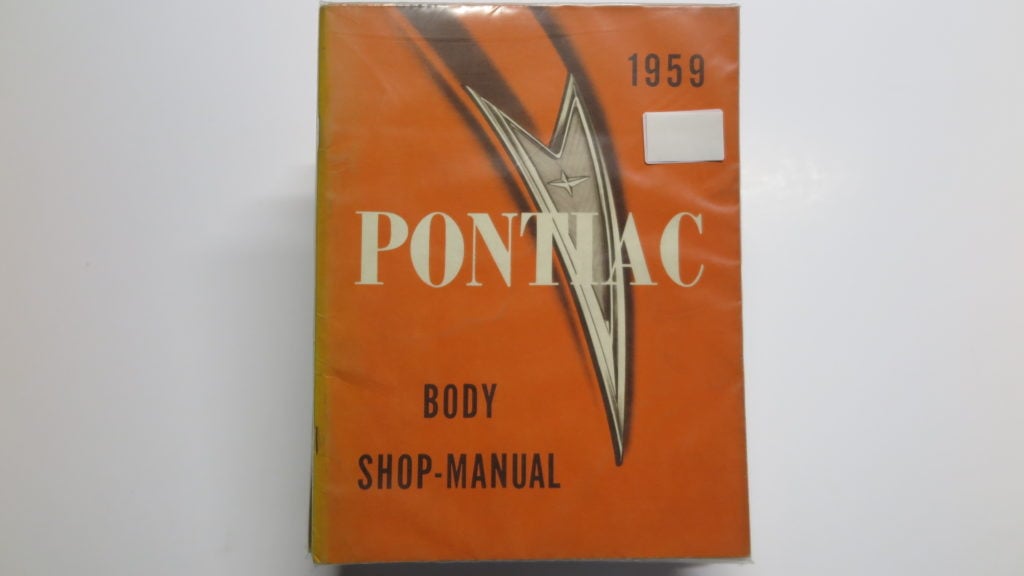 1959
PONTIAC
BODY
SHOP-MANUAL